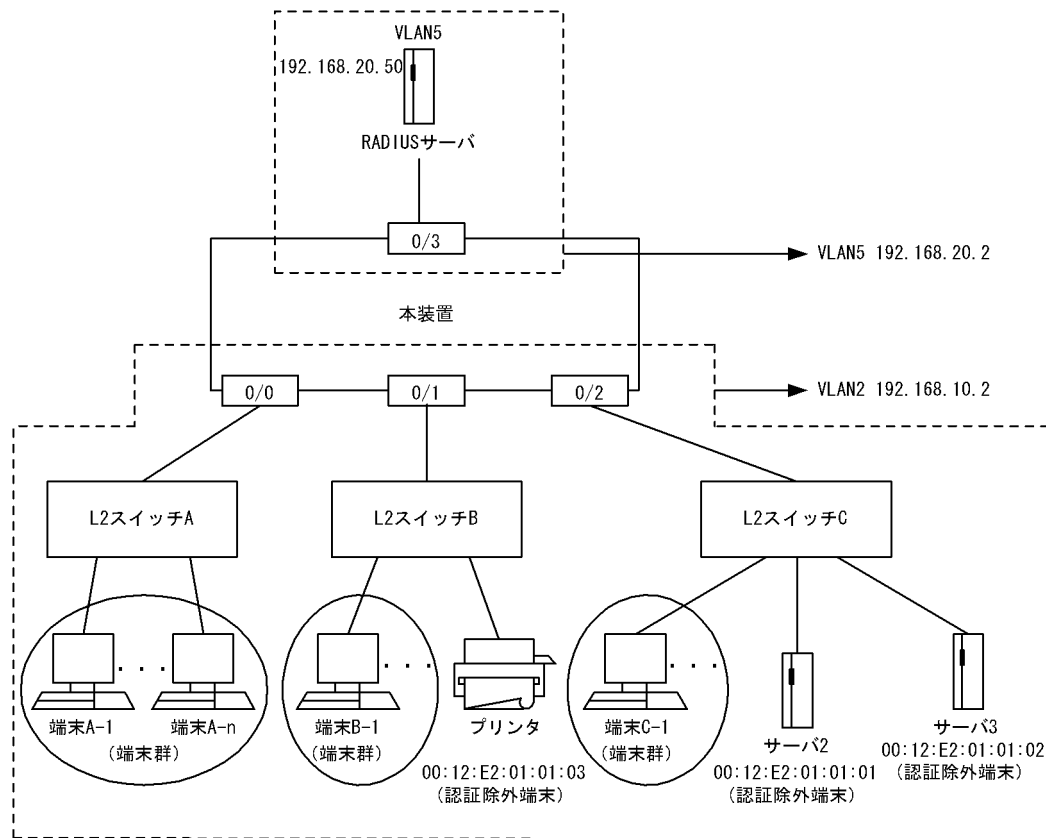 VLAN5
192.168.20.50
RADIUSサーバ
0/3
VLAN5 192.168.20.2
本装置
0/0
0/1
0/2
VLAN2 192.168.10.2
L2スイッチA
L2スイッチB
L2スイッチC
・・・
・・・
・・・
端末A-1
端末A-n
(端末群)
端末B-1
(端末群)
プリンタ
00:12:E2:01:01:03
(認証除外端末)
端末C-1
(端末群)
サーバ2
00:12:E2:01:01:01
(認証除外端末)
サーバ3
00:12:E2:01:01:02
(認証除外端末)